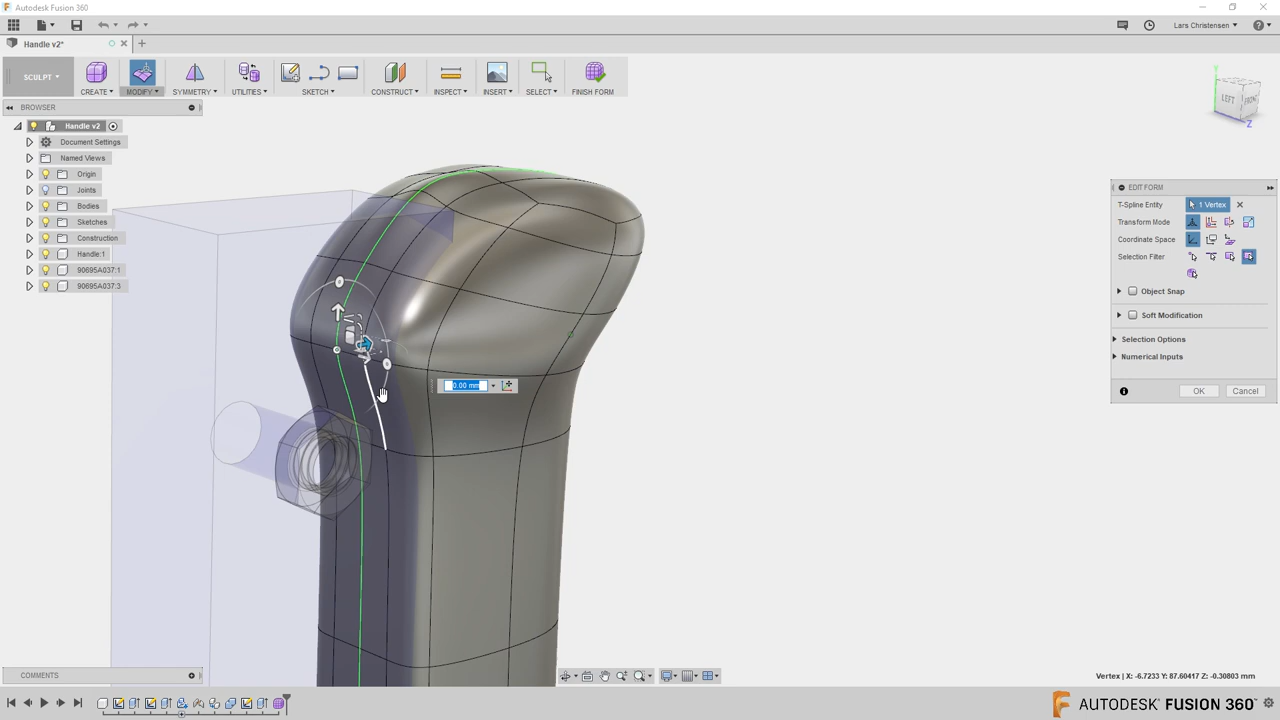 Autodesk Fusion 360
Lars Christensen
Handle v2*
SCULPT
CREATE
MODIFY
SYMMETRY
UTILITIES
SKETCH
CONSTRUCT
INSPECT
INSERT
SELECT
FINISH FORM
BROWSER
Handle v2
Document Settings
Named Views
Origin
Joints
Bodies
Sketches
Construction
Handle:1
90695A037:1
90695A037:3
LEFT
FRONT
Z
EDIT FORM
T-Spline Entity
1 Vertex
Transform Mode
Coordinate Space
Selection Filter
Object Snap
Soft Modification
Selection Options
Numerical Inputs
OK
Cancel
0.00 mm
COMMENTS
Vertex | X: -6.7233 Y: 87.60417 Z: -0.30803 mm
AUTODESK FUSION 360